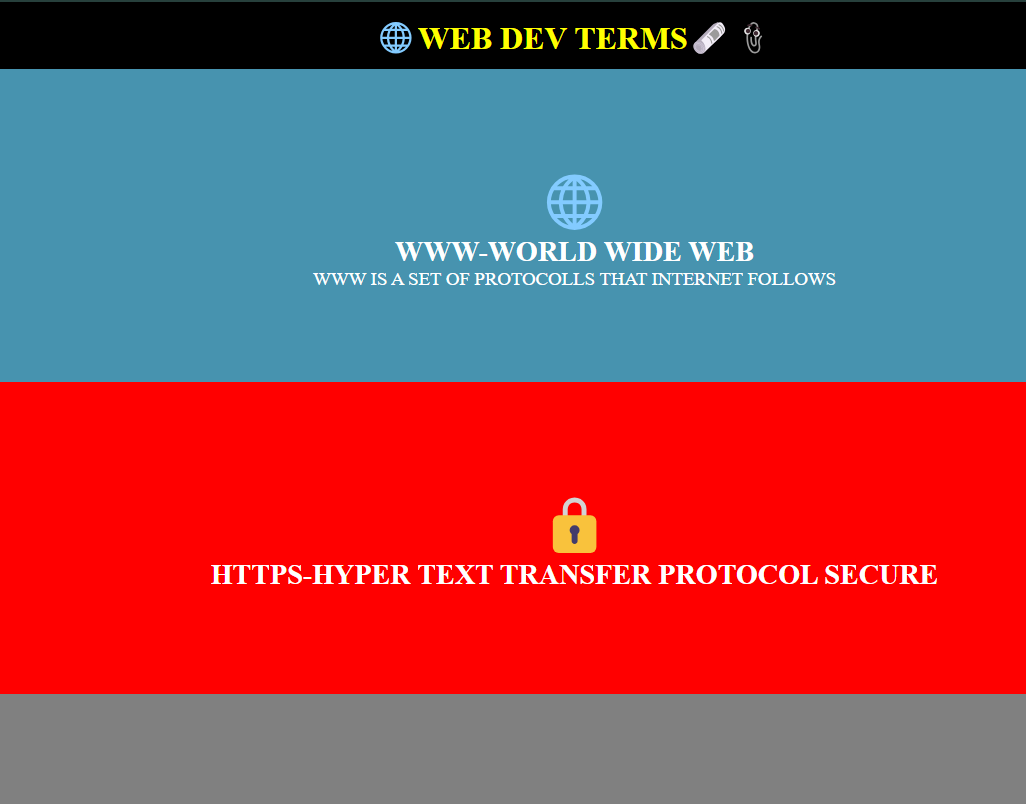 WEB DEV TERMS
WWW-WORLD WIDE WEB
WWW IS A SET OF PROTOCOLLS THAT INTERNET FOLLOWS
HTTPS-HYPER TEXT TRANSFER PROTOCOL SECURE